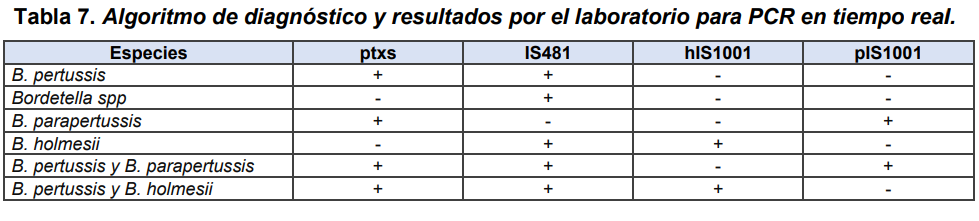 Tabla 7. Algoritmo de diagnóstico y resultados por el laboratorio para PCR en tiempo real.
Especies ptxs IS481 hIS1001 pIS1001
B. pertussis + + - -
Bordetella spp - + - -
B. parapertussis + - - +
B. holmesii - + + -
B. pertussis y B. parapertussis + + - +
B. pertussis y B. holmesii + + + -